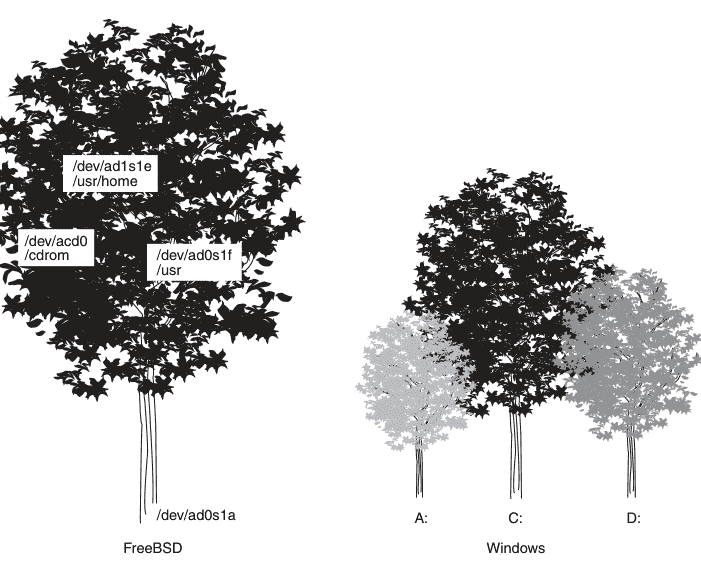 /dev/ad1s1e
/usr/home
/dev/acd0
/cdrom
/dev/ad0s1f
/usr
/dev/ad0s1a
FreeBSD
A:
C:
D:
Windows